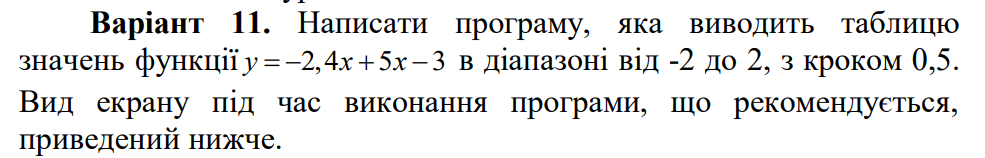 Варіант 11. Написати програму, яка виводить таблицю
значень функції y = −2,4x + 5x − 3 в діапазоні від -2 до 2, з кроком 0,5.
Вид екрану під час виконання програми, що рекомендується,
приведений нижче.